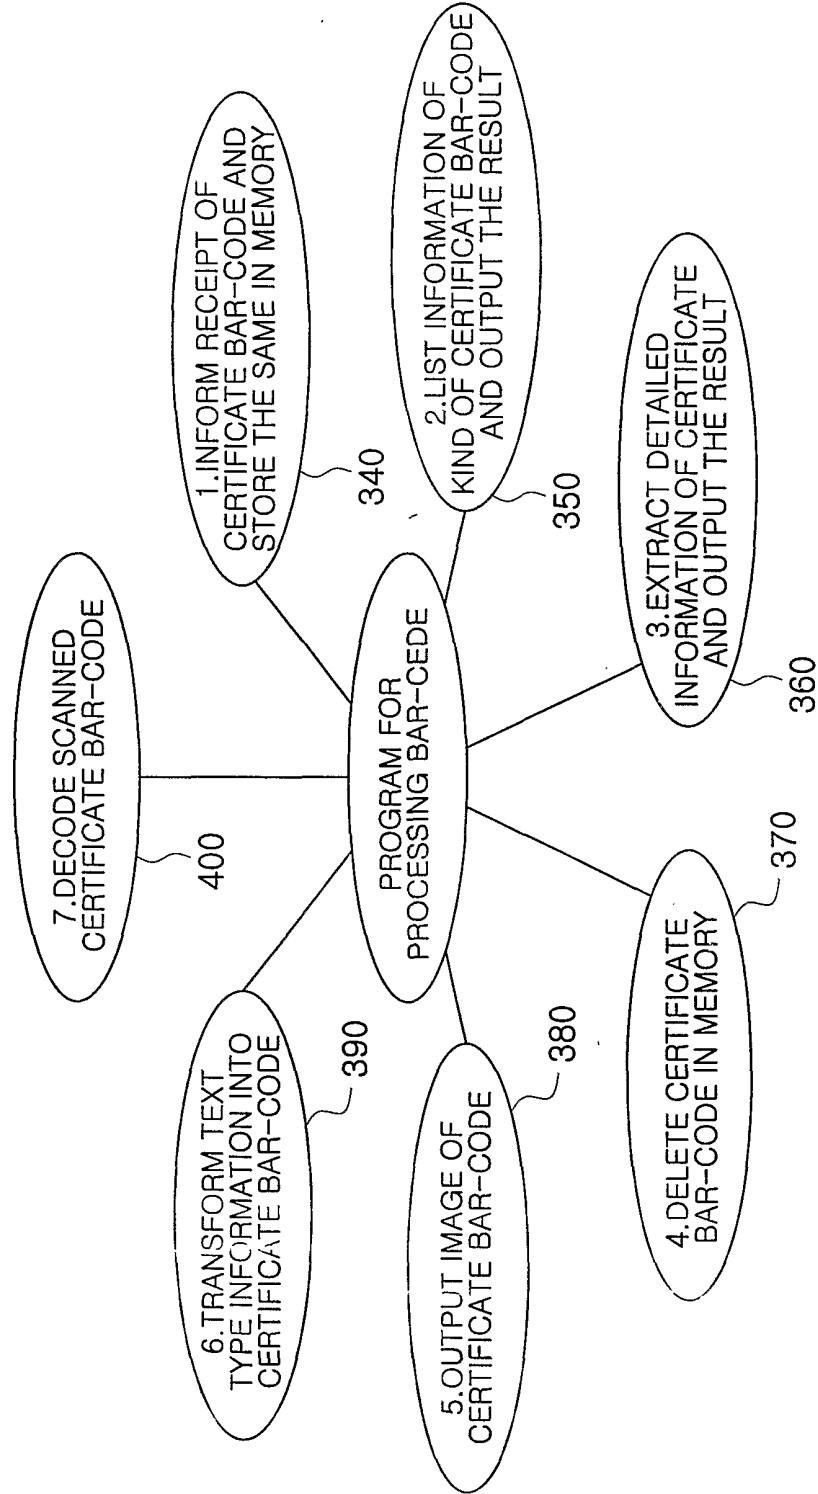 7.DECODE SCANNED
CERTIFICATE BAR-CODE
400
1.INFORM RECEIPT OF
CERTIFICATE BAR-CODE AND
STORE THE SAME IN MEMORY
340
2.LIST INFORMATION OF
KIND OF CERTIFICATE BAR-CODE
AND OUTPUT THE RESULT
350
3.EXTRACT DETAILED
INFORMATION OF CERTIFICATE
AND OUTPUT THE RESULT
360
4.DELETE CERTIFICATE
BAR-CODE IN MEMORY
370
5.OUTPUT IMAGE OF
CERTIFICATE BAR-CODE
380
6.TRANSFORM TEXT
TYPE INFORMATION INTO
CERTIFICATE BAR-CODE
390
PROGRAM FOR
PROCESSING BAR-CEDE